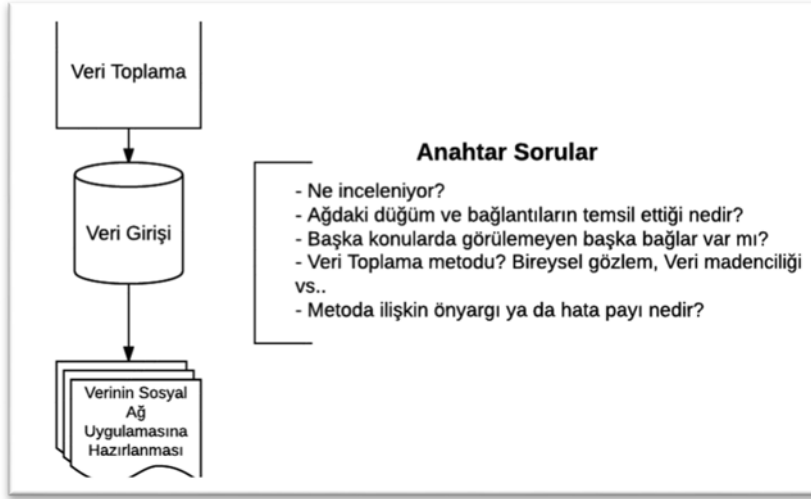 Veri Toplama
Veri Girişi
Verinin Sosyal
Ağ
Uygulamasına
Hazırlanması
Anahtar Sorular
- Ne inceleniyor?
- Ağdaki düğüm ve bağlantıların temsil ettiği nedir?
- Başka konularda görülemeyen başka bağlar var mı?
- Veri Toplama metodu? Bireysel gözlem, Veri madenciliği
vs..
- Metoda ilişkin önyargı ya da hata payı nedir?